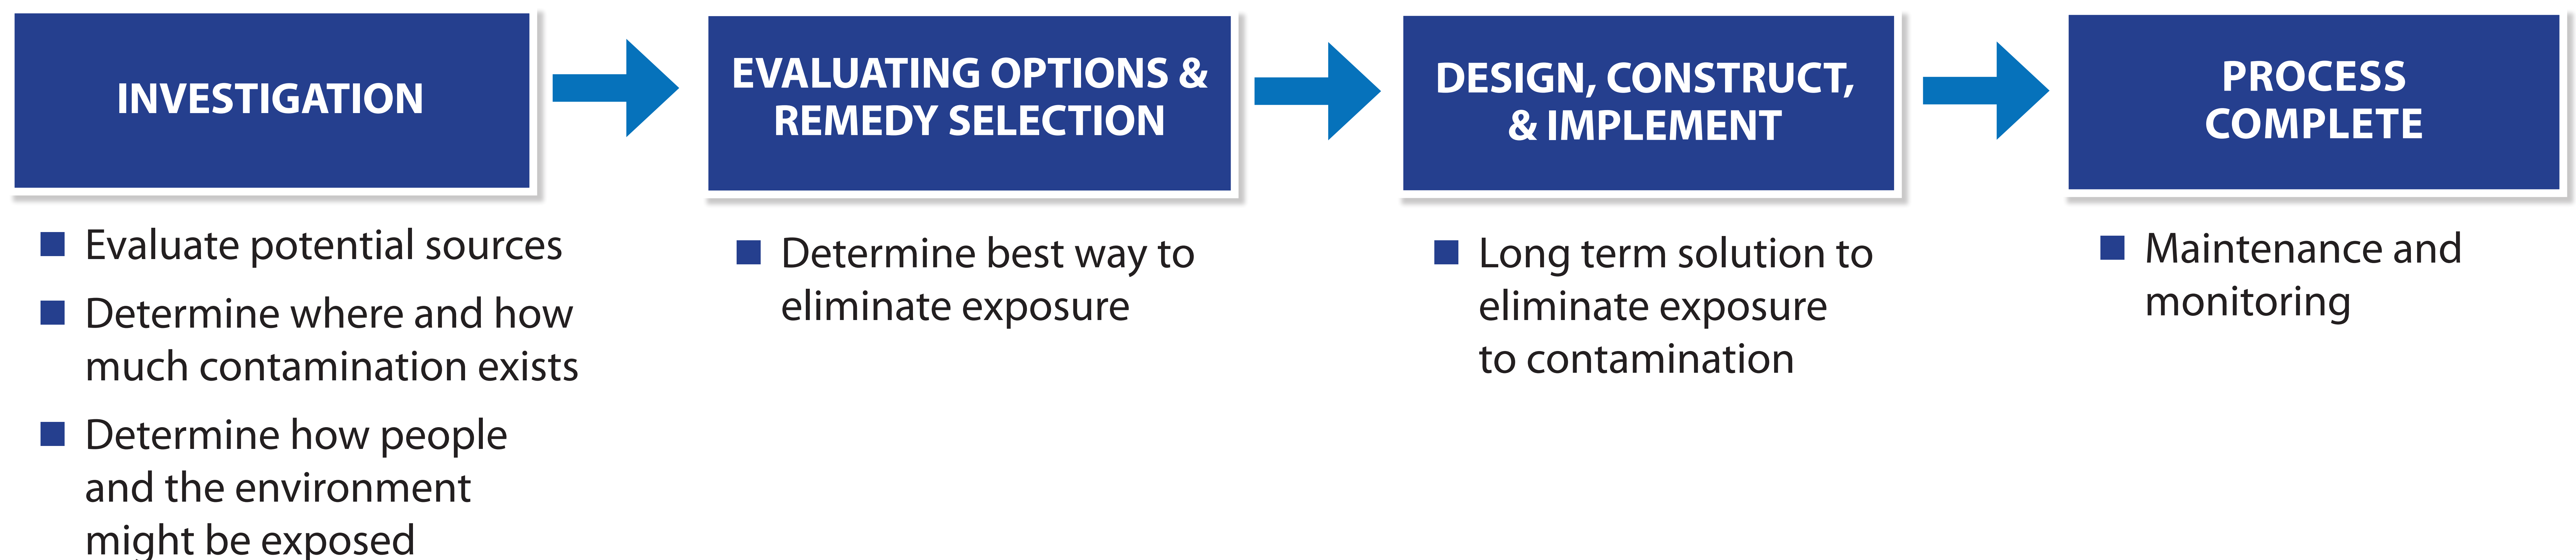 INVESTIGATION
Evaluate potential sources
Determine where and how
much contamination exists
Determine how people
and the environment
might be exposed
EVALUATING OPTIONS &
REMEDY SELECTION
Determine best way to
eliminate exposure
DESIGN, CONSTRUCT,
& IMPLEMENT
Long term solution to
eliminate exposure
to contamination
PROCESS
COMPLETE
Maintenance and
monitoring